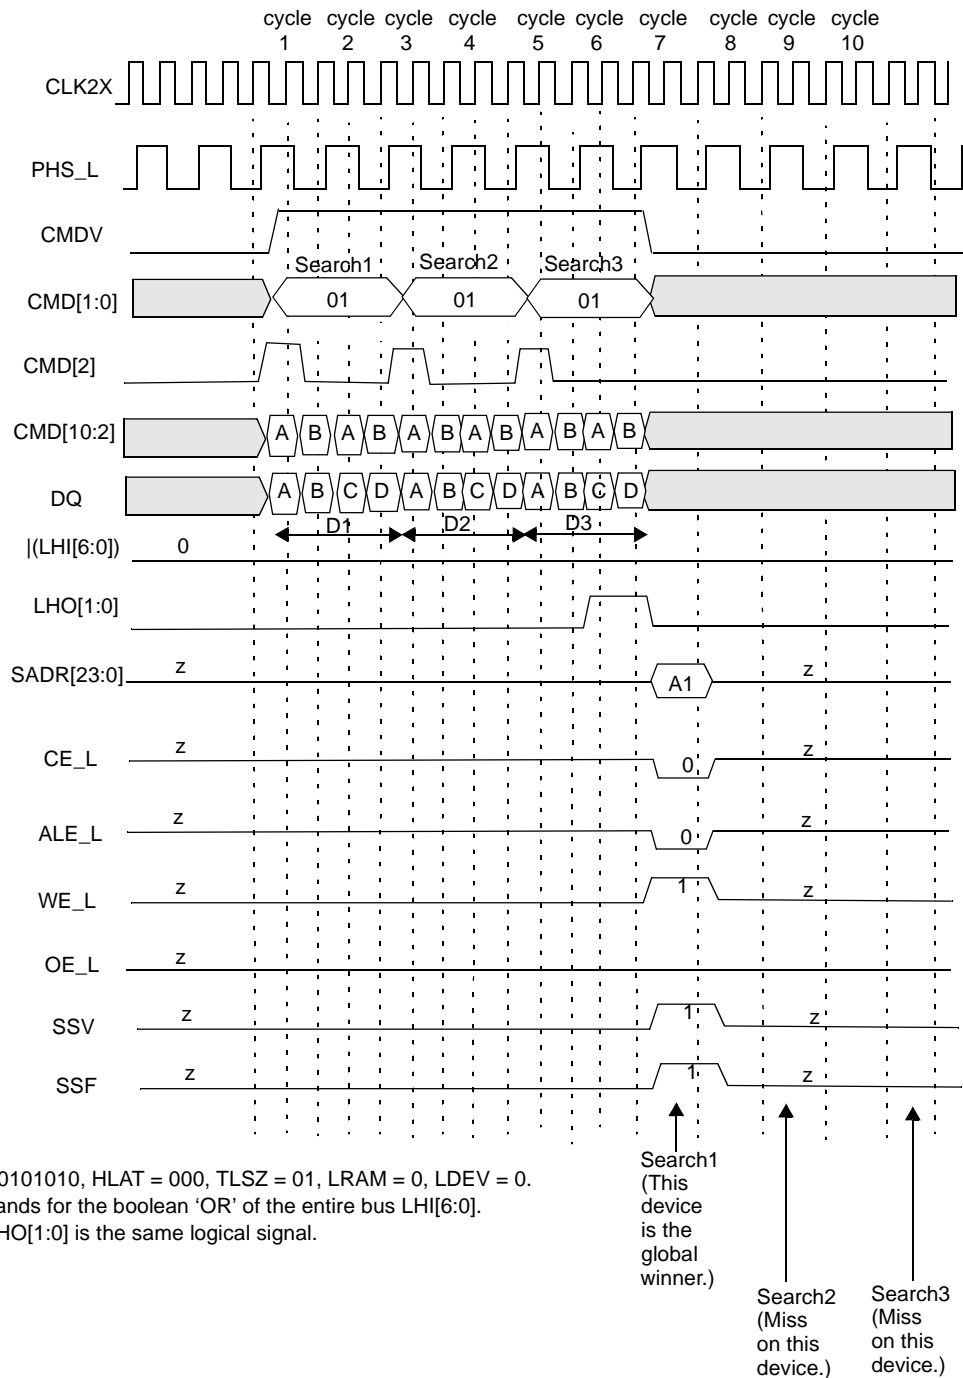 cycle cycle cycle cycle cycle cycle cycle cycle cycle cycle
1 2 3 4 5 6 7 8 9 10
CLK2X
PHS_L
CMDV
Search1 Search2 Search3
CMD[1:0] 01 01 01
CMD[2]
CMD[10:2] A B A B A B A B A B A B
DQ A B C D A B C D A B C D
D1 D2 D3
|(LHI[6:0]) 0
LHO[1:0]
SADR[23:0] z A1 z
CE_L z 0 z
ALE_L z 0 z
WE_L z 1 z
OE_L z
SSV z 1 z
SSF z 1 z
0101010, HLAT = 000, TLSZ = 01, LRAM = 0, LDEV = 0.
ands for the boolean ‘OR’ of the entire bus LHI[6:0].
HO[1:0] is the same logical signal.
Search1
(This
device
is the
global
winner.)
Search2
(Miss
on this
device.)
Search3
(Miss
on this
device.)